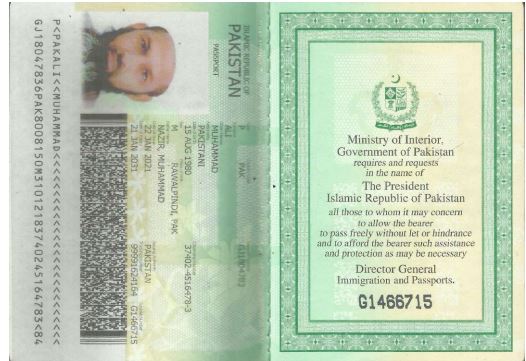 ISLAMIC REPUBLIC OF
PAKISTAN
PASSPORT
P PAK GJ1804783
ALI
MUHAMMAD
PAKISTANI
15 AUG 1980 37402-4516478-3
M RAWALPINDI, PAK
NAZIR, MUHAMMAD
22 JAN 2021 PAKISTAN
21 JAN 2031 99991624164 G1466715
P<PAKALI<<MUHAMMAD<<<<<<<<<<<<<<<<<<<<<<<<<<
GJ18047836PAK8008150M31012183740245164783<84
Ministry of Interior,
Government of Pakistan
requires and requests
in the name of
The President
Islamic Republic of Pakistan
all those to whom it may concern
to allow the bearer
to pass freely without let or hindrance
and to afford the bearer such assistance
and protection as may be necessary
Director General
Immigration and Passports.
G1466715